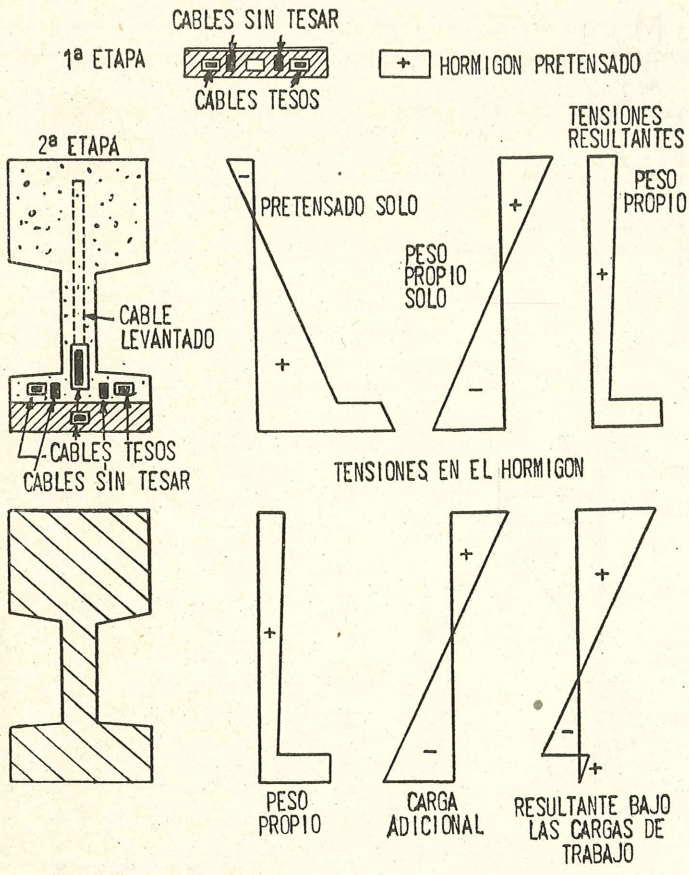 CABLES SIN TESAR
1ª ETAPA
+ HORMIGON PRETENSADO
CABLES TESOS
TENSIONES
RESULTANTES
2ª ETAPA
PESO
PROPIO
-
PRETENSADO SOLO
+
PESO
PROPIO
SOLO
+
CABLE
LEVANTADO
+
-
CABLES TESOS
CABLES SIN TESAR
TENSIONES EN EL HORMIGON
+
+
+
-
-
+
PESO
PROPIO
CARGA
ADICIONAL
RESULTANTE BAJO
LAS CARGAS DE
TRABAJO